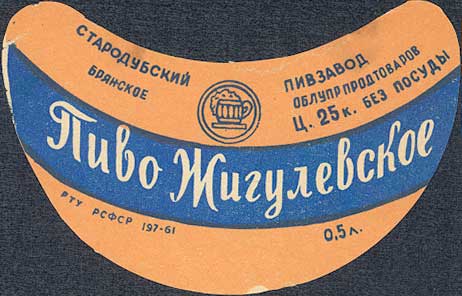 СТАРОДУБСКИЙ
БРЯНСКОЕ
ПИВЗАВОД
ОБЛУПР ПРОДТОВАРОВ
Ц. 25 к. БЕЗ ПОСУДЫ
Пиво Жигулевское
РТУ РСФСР 197-61
0,5 л.